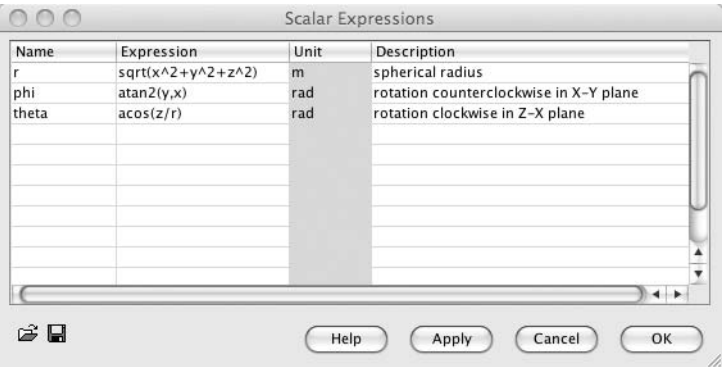 Scalar Expressions
Name Expression Unit Description
r sqrt(x^2+y^2+z^2) m spherical radius
phi atan2(y,x) rad rotation counterclockwise in X-Y plane
theta acos(z/r) rad rotation clockwise in Z-X plane
Help Apply Cancel OK